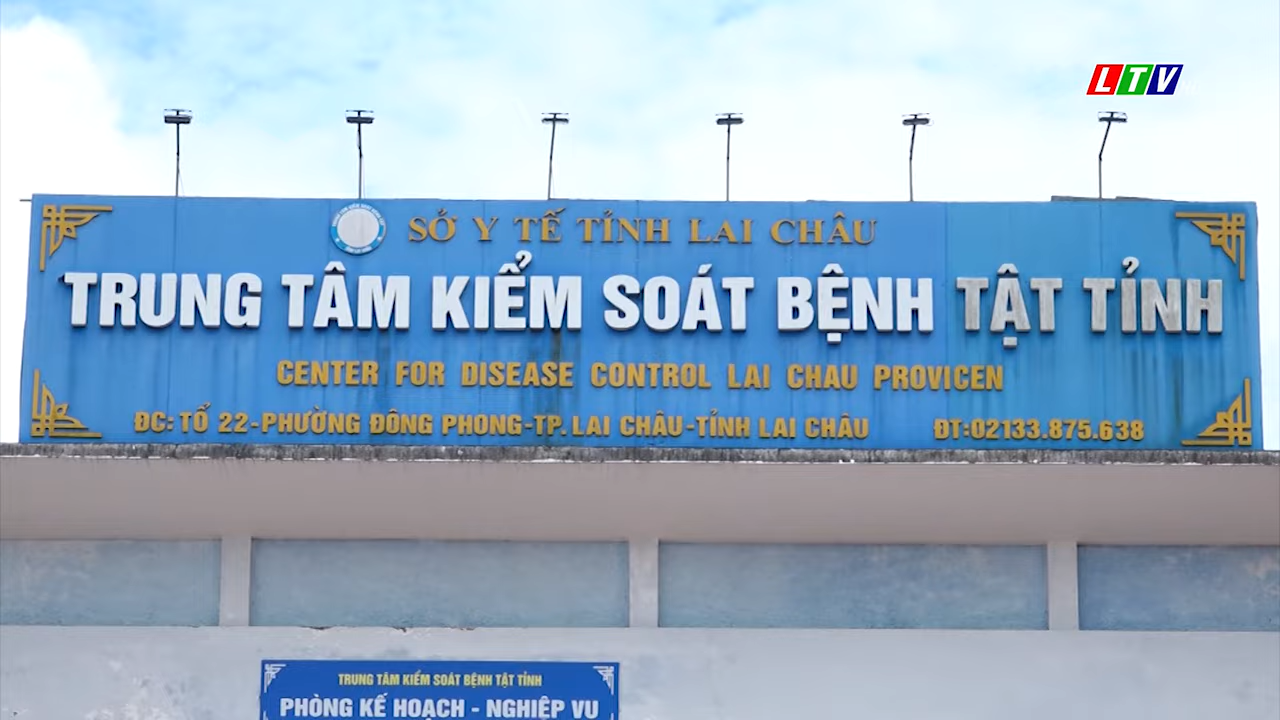 LTV
SỞ Y TẾ TỈNH LAI CHÂU
TRUNG TÂM KIỂM SOÁT BỆNH TẬT TỈNH
CENTER FOR DISEASE CONTROL LAI CHAU PROVICEN
ĐC: TỔ 22-PHƯỜNG ĐÔNG PHONG-TP. LAI CHÂU-TỈNH LAI CHÂU ĐT:02133.875.638
TRUNG TÂM KIỂM SOÁT BỆNH TẬT TỈNH
PHÒNG KẾ HOẠCH - NGHIỆP VỤ